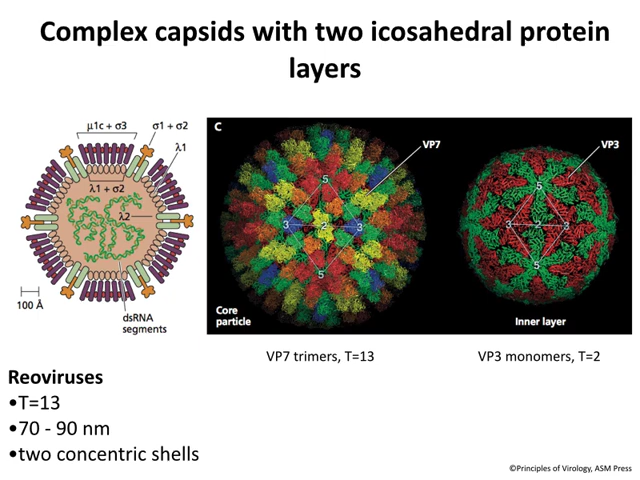 Complex capsids with two icosahedral protein
layers
μ1c + σ3
σ1 + σ2
λ1
λ1 + σ2
λ2
100 Å
dsRNA
segments
C
VP7
5
3 2 3
5
Core
particle
VP3
5
3 2 3
5
Inner layer
VP7 trimers, T=13
VP3 monomers, T=2
Reoviruses
•T=13
•70 - 90 nm
•two concentric shells
©Principles of Virology, ASM Press